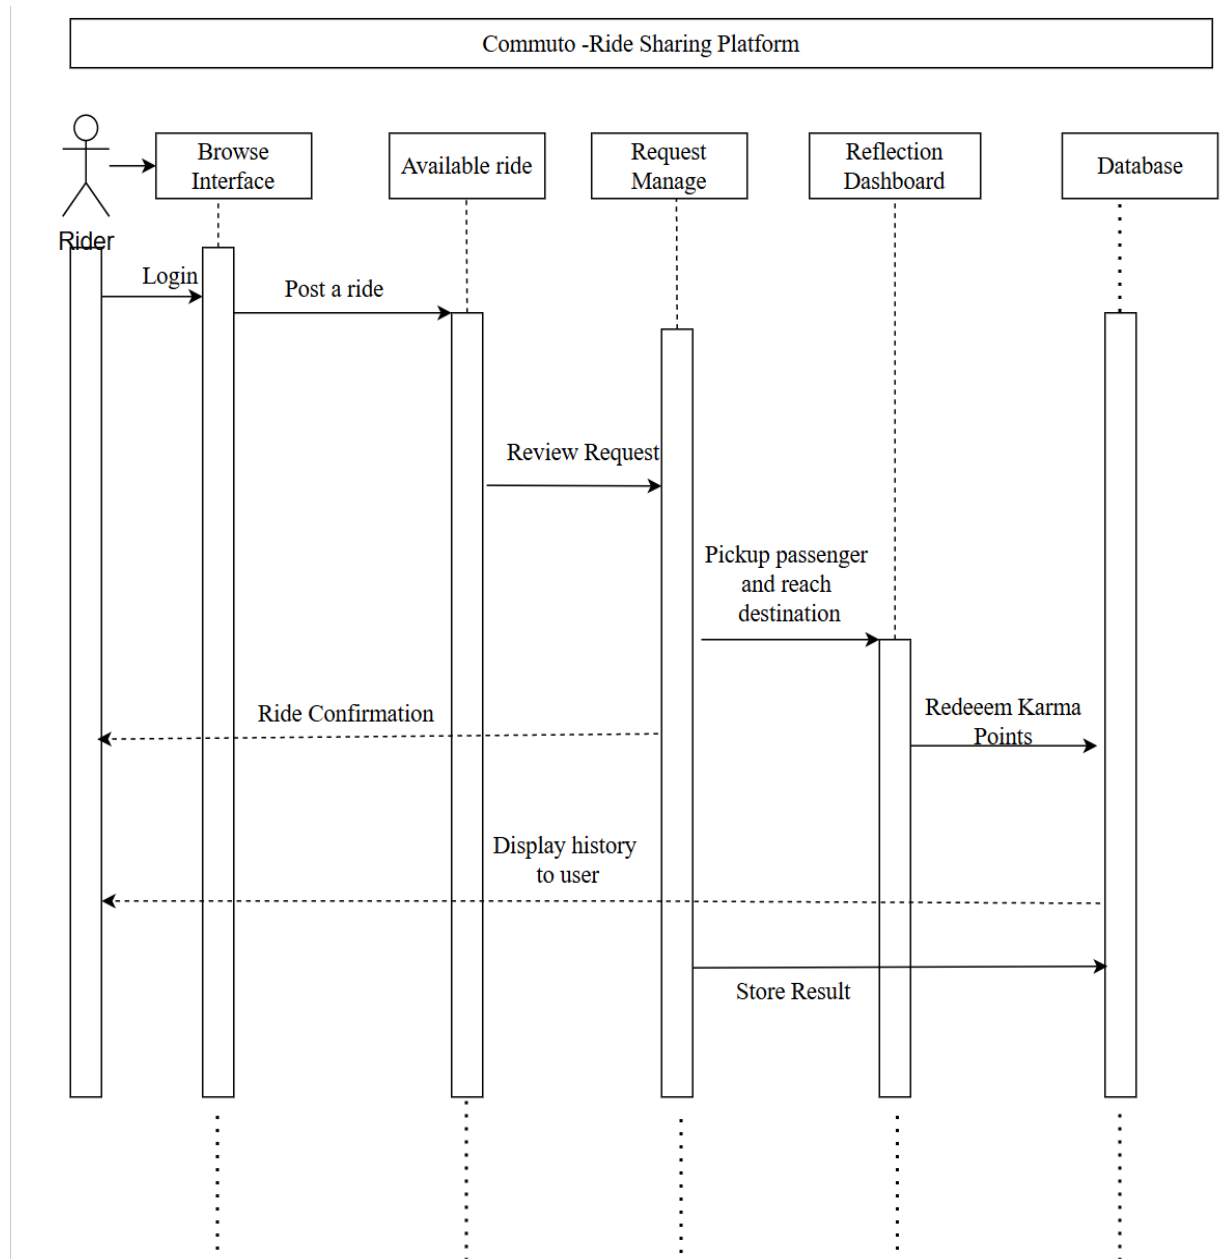 Commuto -Ride Sharing Platform
Browse
Interface
Available ride
Request
Manage
Reflection
Dashboard
Database
Rider
Login
Post a ride
Review Request
Pickup passenger
and reach
destination
Ride Confirmation
Redeeem Karma
Points
Display history
to user
Store Result